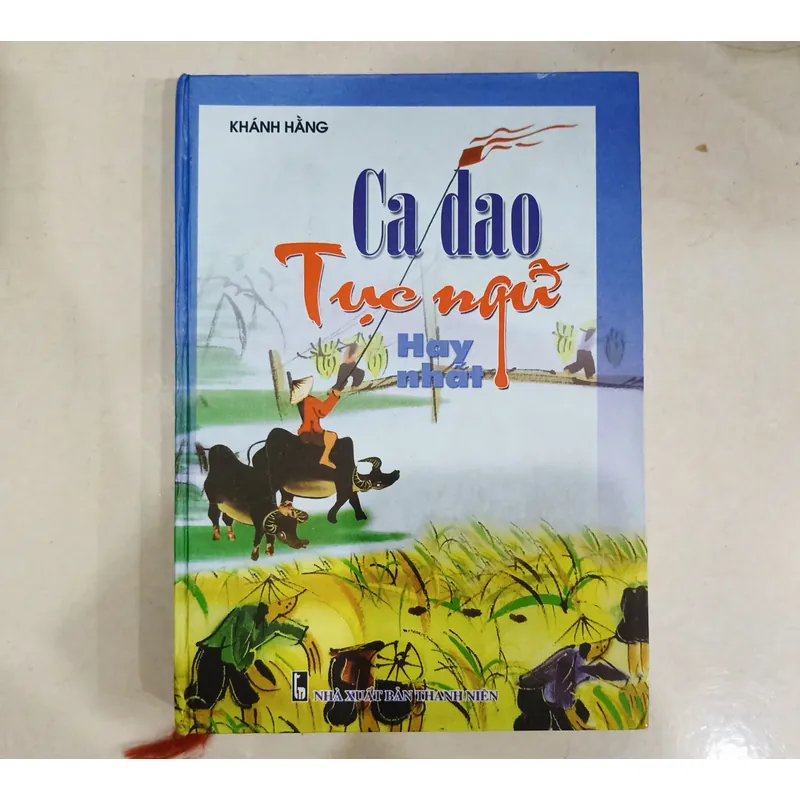 KHÁNH HẰNG
Ca dao
Tục ngữ
Hay
nhất
NHÀ XUẤT BẢN THANH NIÊN